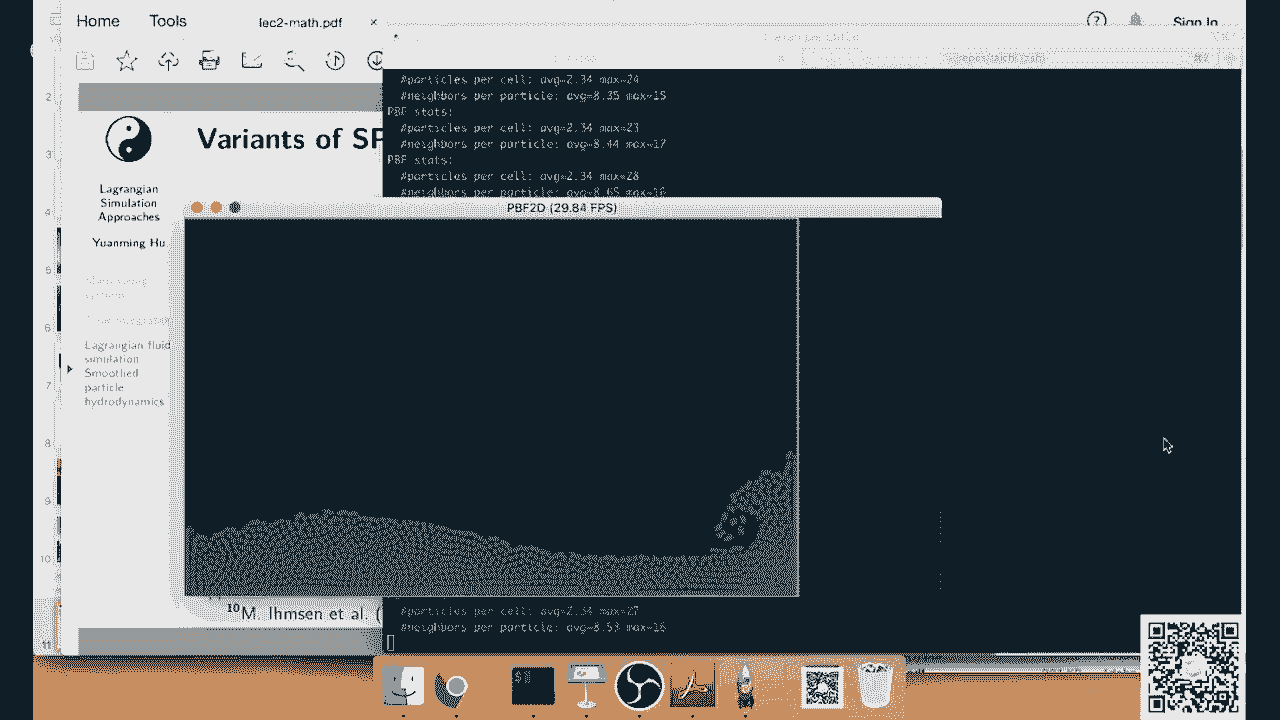 Home Tools lec2-math.pdf × ? Sign In
#particles per cell: avg=2.34 max=24
#neighbors per particle: avg=8.35 max=15
PBF stats:
#particles per cell: avg=2.34 max=23
#neighbors per particle: avg=8.44 max=17
PBF stats:
#particles per cell: avg=2.34 max=28
#neighbors per particle: avg=8.65 max=16
PBF2D (29.84 FPS)
Variants of SP
Lagrangian
Simulation
Approaches
Yuanming Hu
Lagrangian fluid
simulation
Smoothed
particle
hydrodynamics
2
3
4
5
6
7
8
9
10
11
10M. Ihmsen et al. (
#particles per cell: avg=2.34 max=27
#neighbors per particle: avg=8.53 max=16